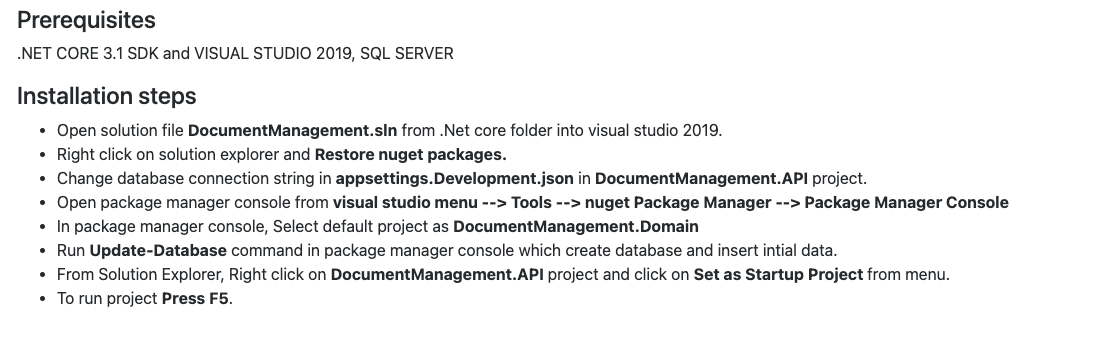 Prerequisites
.NET CORE 3.1 SDK and VISUAL STUDIO 2019, SQL SERVER
Installation steps
• Open solution file DocumentManagement.sln from .Net core folder into visual studio 2019.
• Right click on solution explorer and Restore nuget packages.
• Change database connection string in appsettings.Development.json in DocumentManagement.API project.
• Open package manager console from visual studio menu --> Tools --> nuget Package Manager --> Package Manager Console
• In package manager console, Select default project as DocumentManagement.Domain
• Run Update-Database command in package manager console which create database and insert intial data.
• From Solution Explorer, Right click on DocumentManagement.API project and click on Set as Startup Project from menu.
• To run project Press F5.